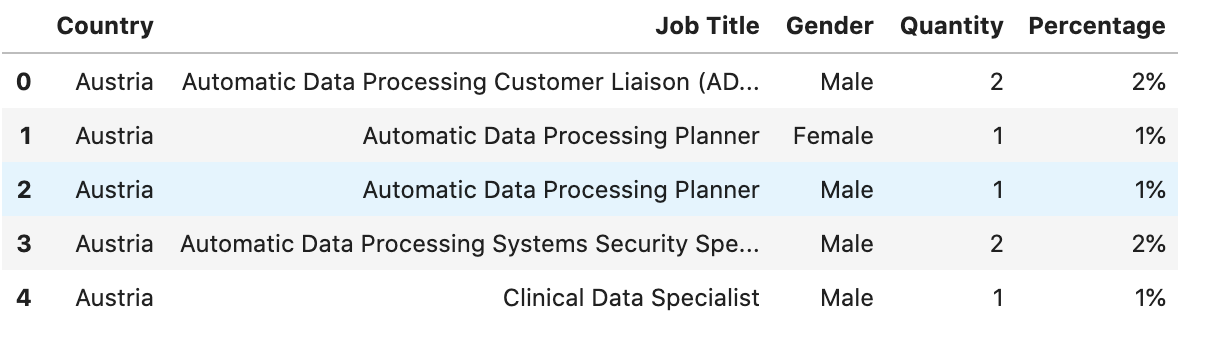 Country Job Title Gender Quantity Percentage
0 Austria Automatic Data Processing Customer Liaison (AD... Male 2 2%
1 Austria Automatic Data Processing Planner Female 1 1%
2 Austria Automatic Data Processing Planner Male 1 1%
3 Austria Automatic Data Processing Systems Security Spe... Male 2 2%
4 Austria Clinical Data Specialist Male 1 1%